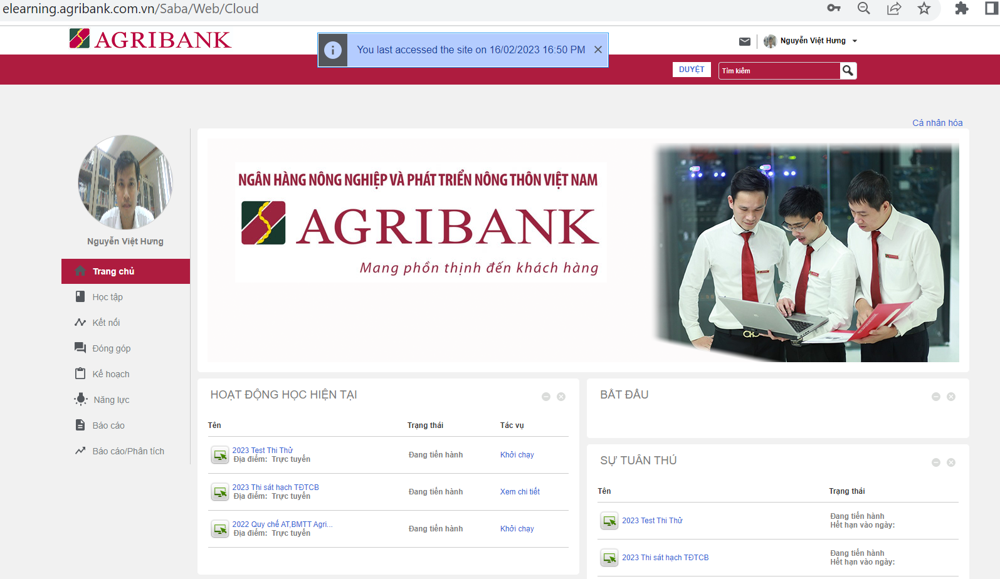 elearning.agribank.com.vn/Saba/Web/Cloud
AGRIBANK
You last accessed the site on 16/02/2023 16:50 PM
Nguyễn Việt Hưng
DUYỆT
Tìm kiếm
Cá nhân hóa
Nguyễn Việt Hưng
Trang chủ
Học tập
Kết nối
Đóng góp
Kế hoạch
Năng lực
Báo cáo
Báo cáo/Phân tích
NGÂN HÀNG NÔNG NGHIỆP VÀ PHÁT TRIỂN NÔNG THÔN VIỆT NAM
AGRIBANK
Mang phồn thịnh đến khách hàng
HOẠT ĐỘNG HỌC HIỆN TẠI
Tên Trạng thái Tác vụ
2023 Test Thi Thử
Địa điểm: Trực tuyến
Đang tiến hành Khởi chạy
2023 Thi sát hạch TĐTCB
Địa điểm: Trực tuyến
Đang tiến hành Xem chi tiết
2022 Quy chế AT,BMTT Agri...
Địa điểm: Trực tuyến
Đang tiến hành Khởi chạy
BẮT ĐẦU
SỰ TUÂN THỦ
Tên Trạng thái
2023 Test Thi Thử
Đang tiến hành
Hết hạn vào ngày:
2023 Thi sát hạch TĐTCB
Đang tiến hành
Hết hạn vào ngày: